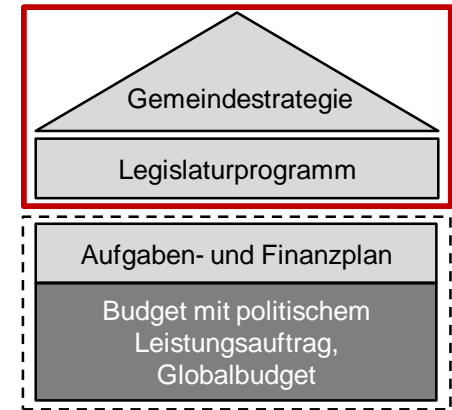 Gemeindestrategie
Legislaturprogramm
Aufgaben- und Finanzplan
Budget mit politischem
Leistungsauftrag,
Globalbudget